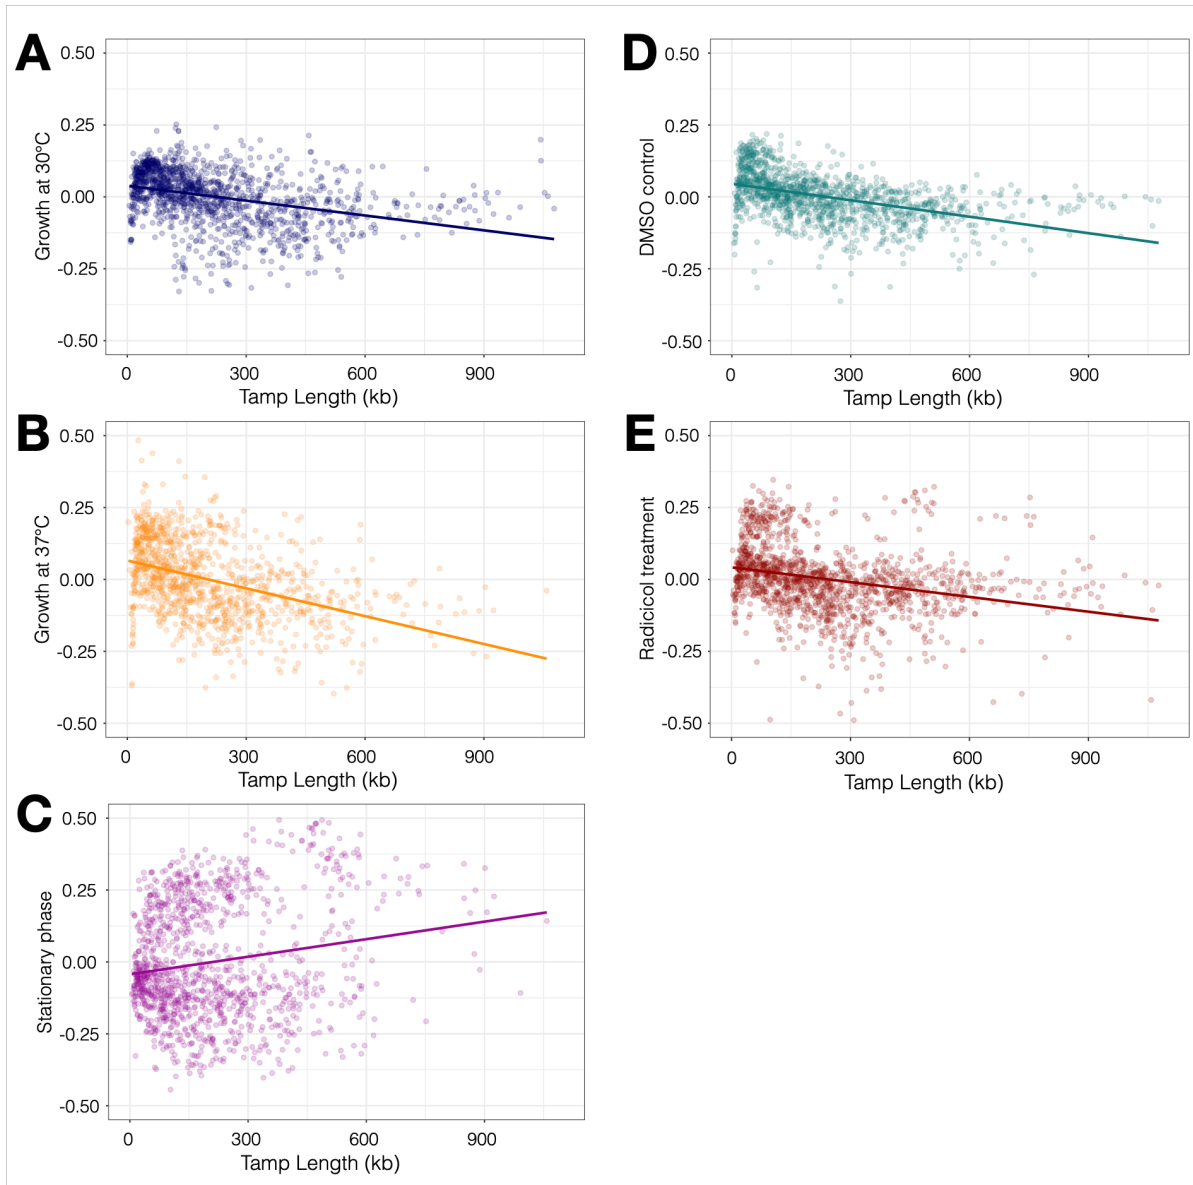 A
0.50
0.25
0.00
-0.25
-0.50
Growth at 30°C
0 300 600 900
Tamp Length (kb)
B
0.50
0.25
0.00
-0.25
-0.50
Growth at 37°C
0 300 600 900
Tamp Length (kb)
C
0.50
0.25
0.00
-0.25
-0.50
Stationary phase
0 300 600 900
Tamp Length (kb)
D
0.50
0.25
0.00
-0.25
-0.50
DMSO control
0 300 600 900
Tamp Length (kb)
E
0.50
0.25
0.00
-0.25
-0.50
Radicicol treatment
0 300 600 900
Tamp Length (kb)